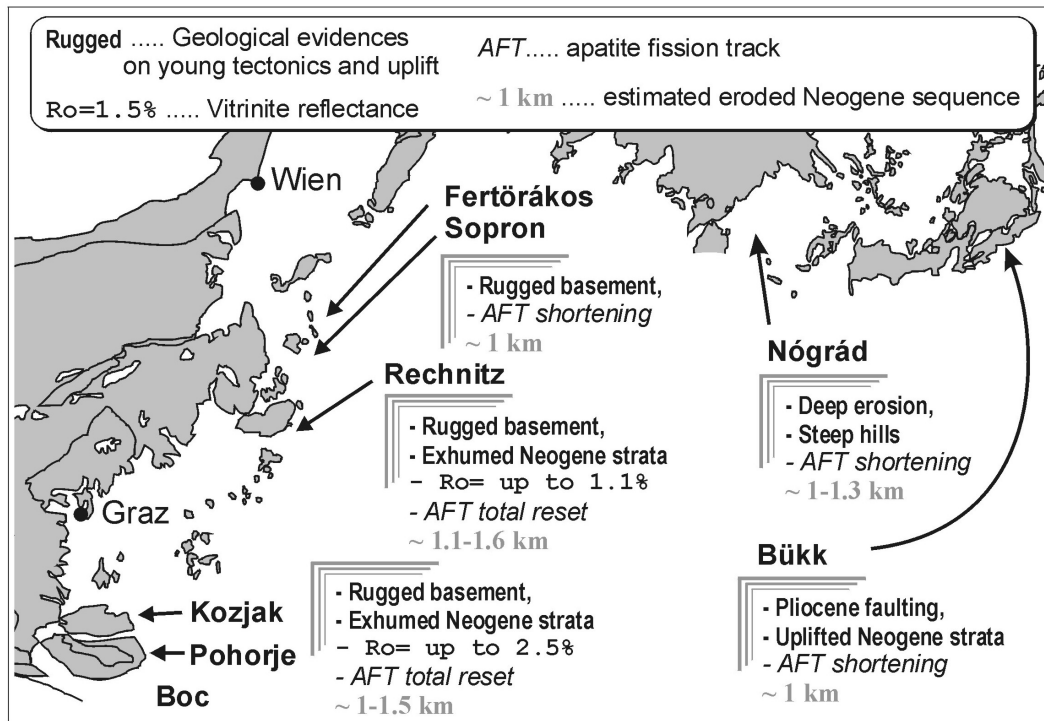 Rugged ..... Geological evidences
on young tectonics and uplift
Ro=1.5% ..... Vitrinite reflectance
AFT..... apatite fission track
~ 1 km ..... estimated eroded Neogene sequence
Wien
Fertörákos
Sopron
- Rugged basement,
- AFT shortening
~ 1 km
Rechnitz
- Rugged basement,
- Exhumed Neogene strata
- Ro= up to 1.1%
- AFT total reset
~ 1.1-1.6 km
Nógrád
- Deep erosion,
- Steep hills
- AFT shortening
~ 1-1.3 km
Graz
Kozjak
Pohorje
Boc
- Rugged basement,
- Exhumed Neogene strata
- Ro= up to 2.5%
- AFT total reset
~ 1-1.5 km
Bükk
- Pliocene faulting,
- Uplifted Neogene strata
- AFT shortening
~ 1 km